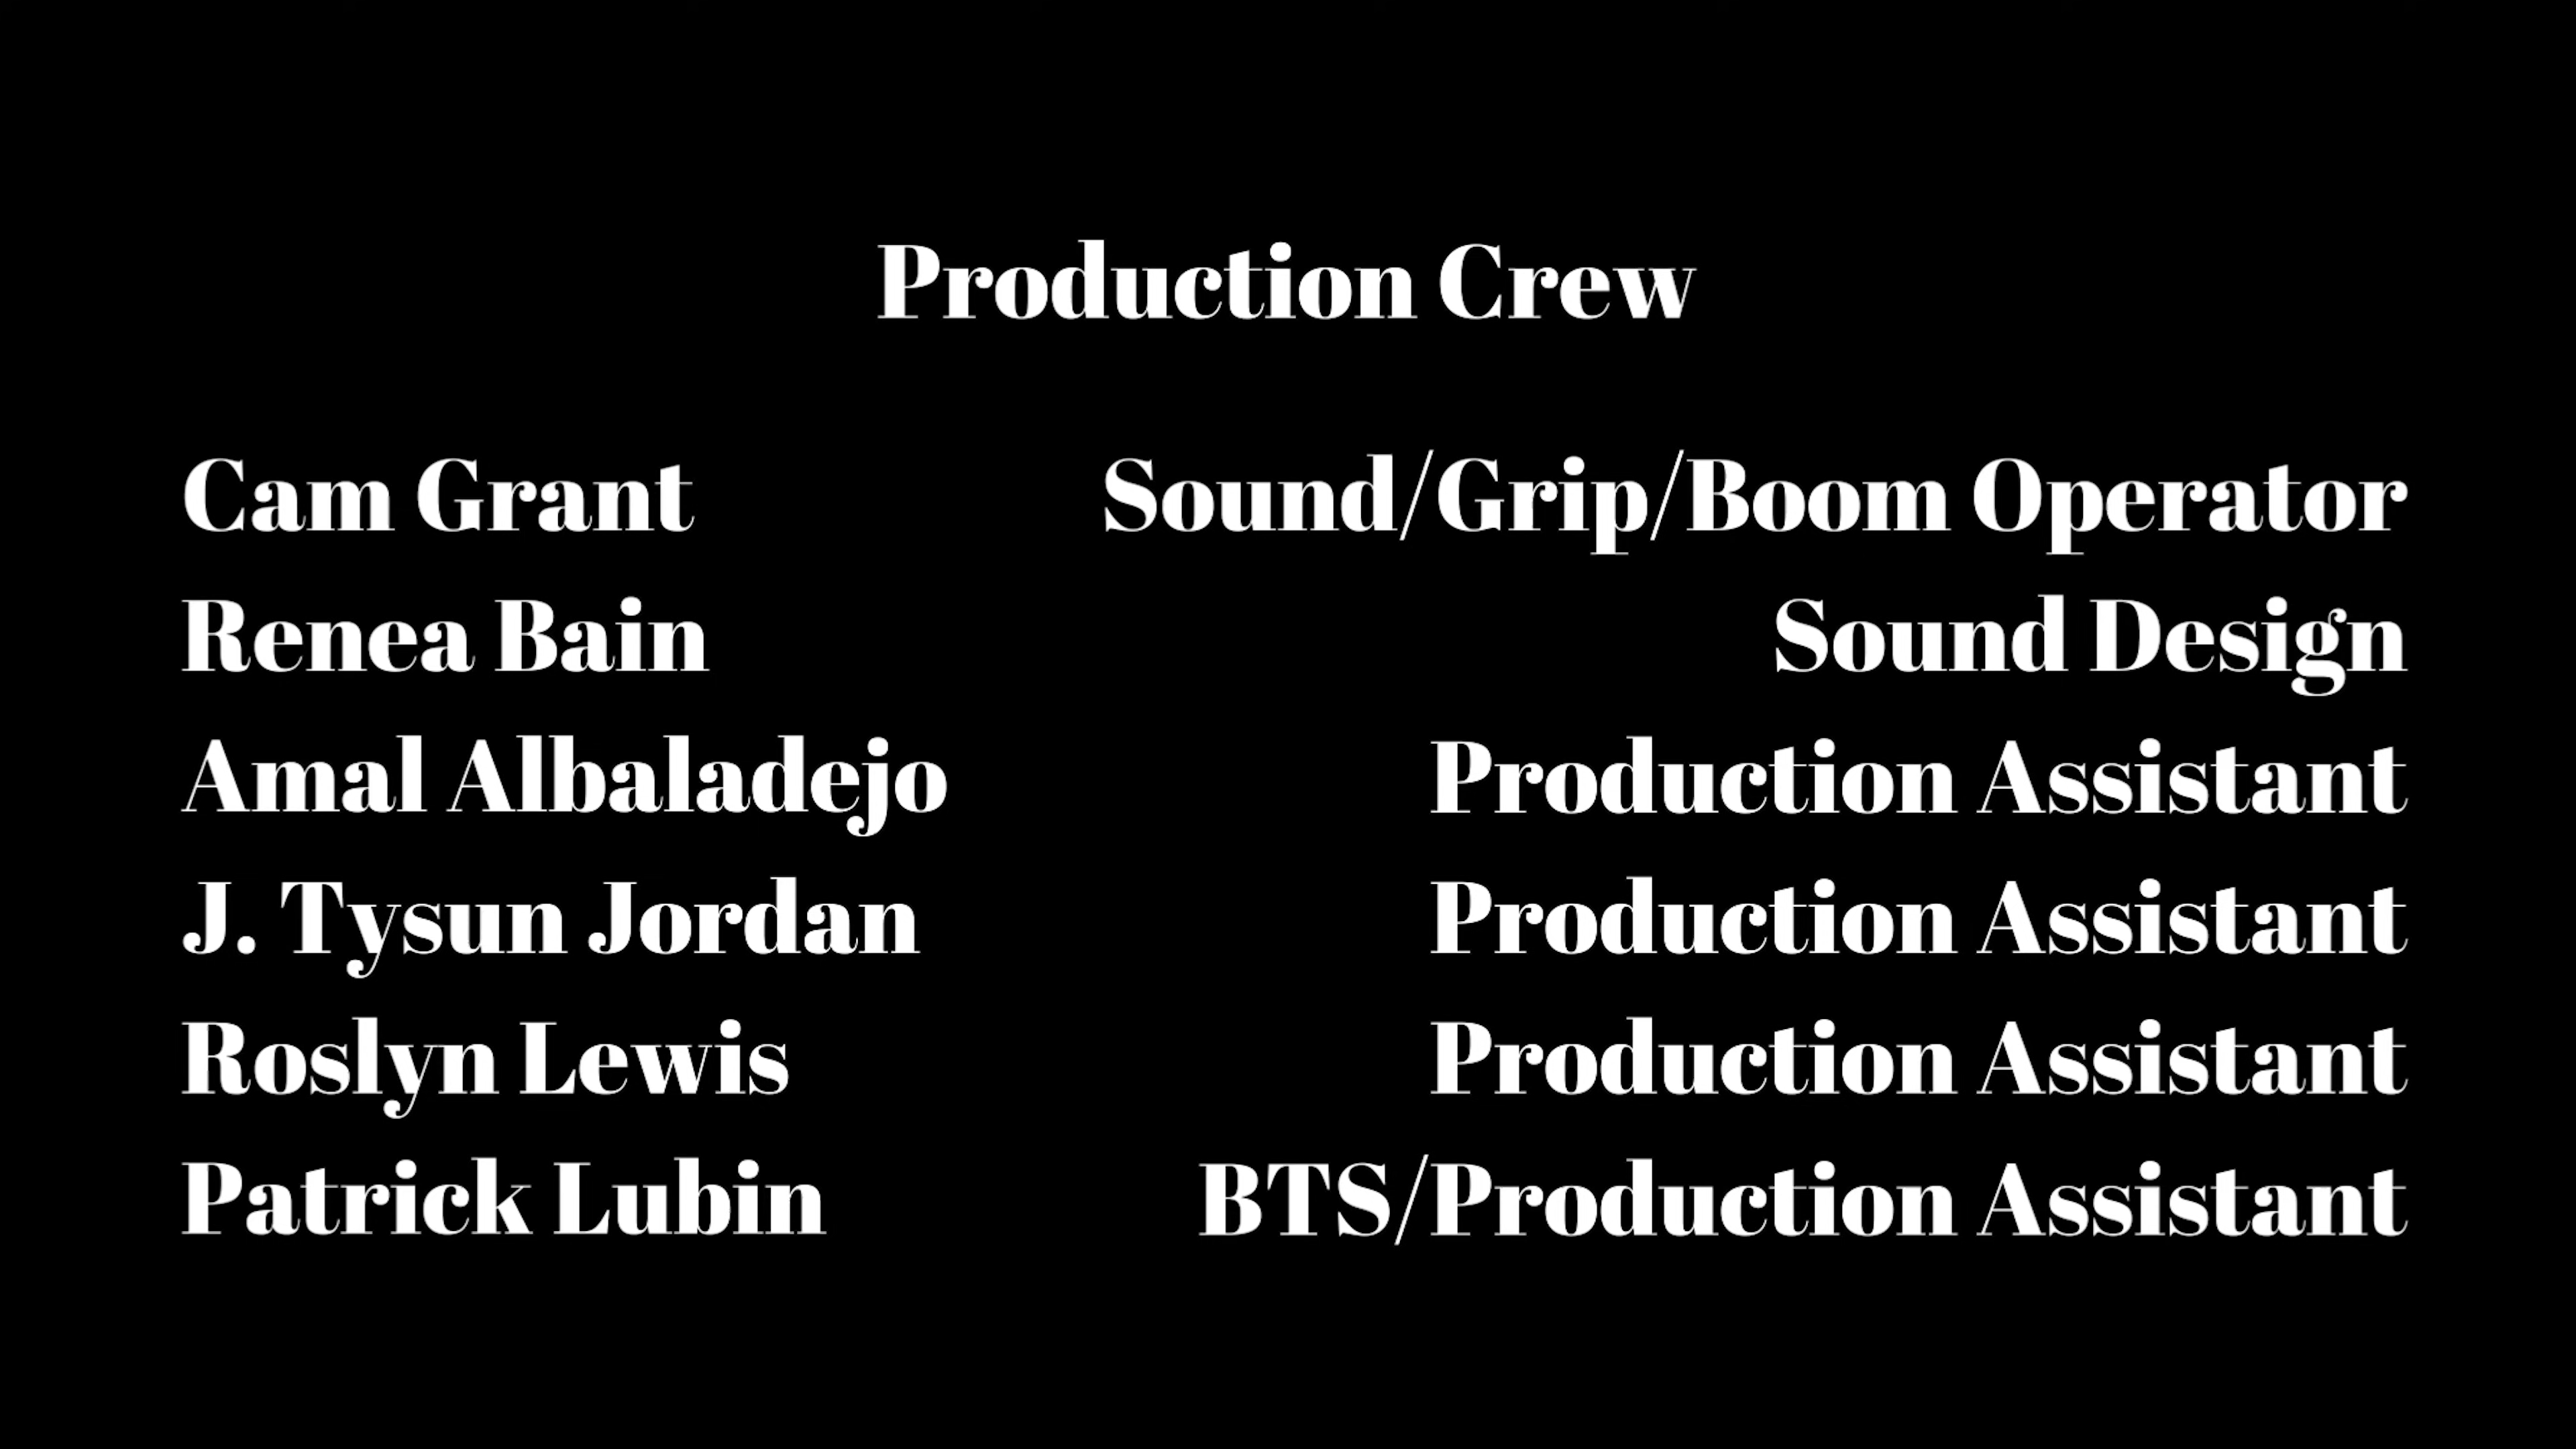 Production Crew
Cam Grant Sound/Grip/Boom Operator
Renea Bain Sound Design
Amal Albaladejo Production Assistant
J. Tysun Jordan Production Assistant
Roslyn Lewis Production Assistant
Patrick Lubin BTS/Production Assistant